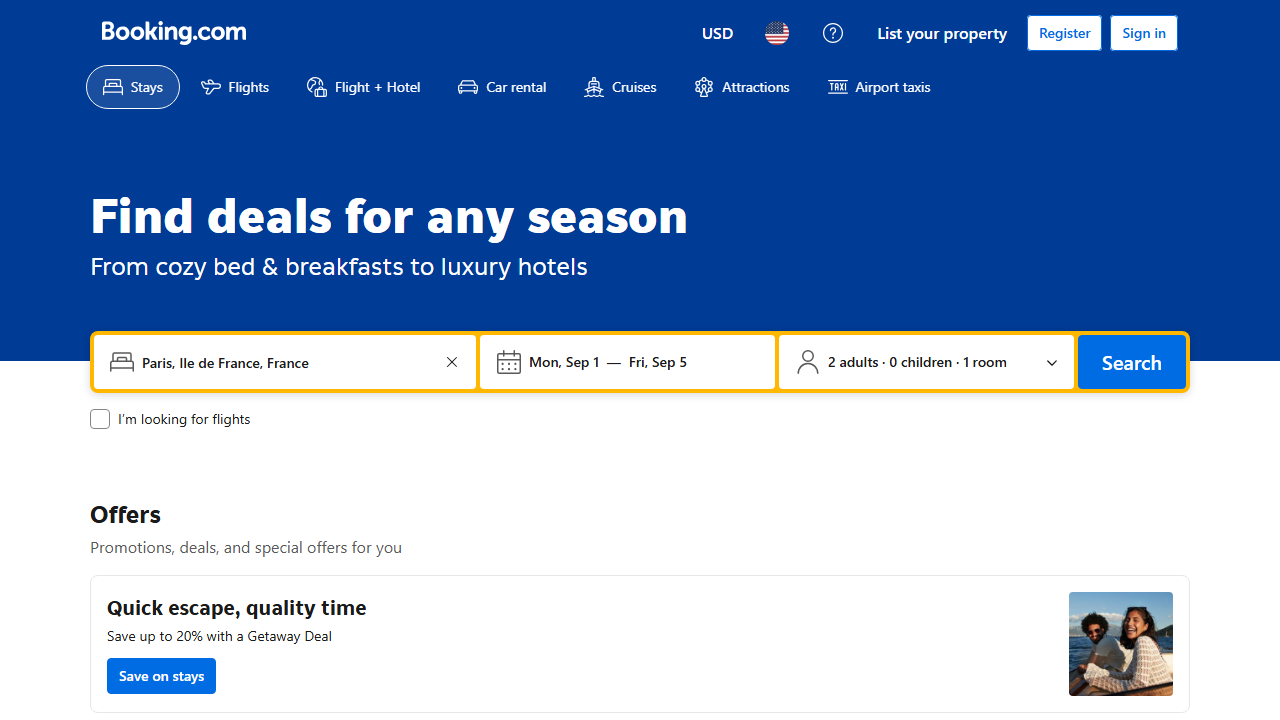 Booking.com
USD
List your property
Register
Sign in
Stays
Flights
Flight + Hotel
Car rental
Cruises
Attractions
TAXI
Airport taxis
Find deals for any season
From cozy bed & breakfasts to luxury hotels
Paris, Ile de France, France
Mon, Sep 1 — Fri, Sep 5
2 adults · 0 children · 1 room
Search
I'm looking for flights
Offers
Promotions, deals, and special offers for you
Quick escape, quality time
Save up to 20% with a Getaway Deal
Save on stays